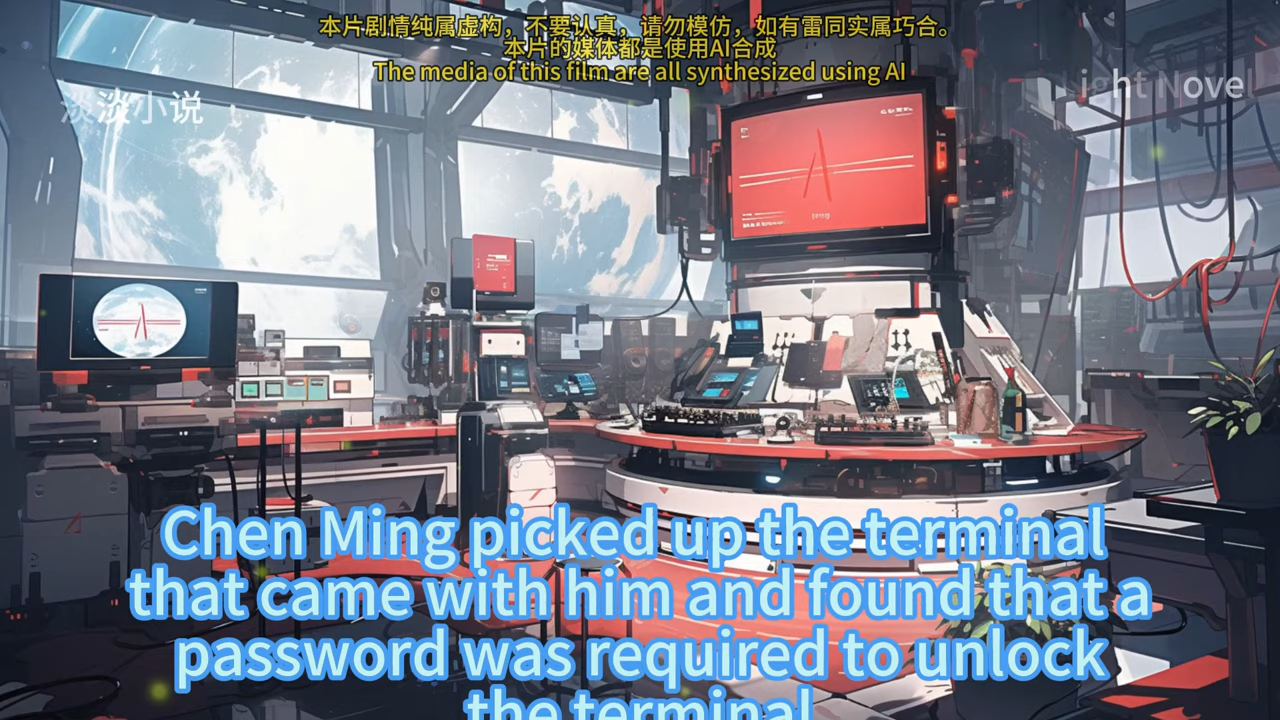 本片剧情纯属虚构，不要认真，请勿模仿，如有雷同实属巧合。
本片的媒体都是使用AI合成
The media of this film are all synthesized using AI
淡淡小说
Light Novel
Chen Ming picked up the terminal
that came with him and found that a
password was required to unlock
the terminal